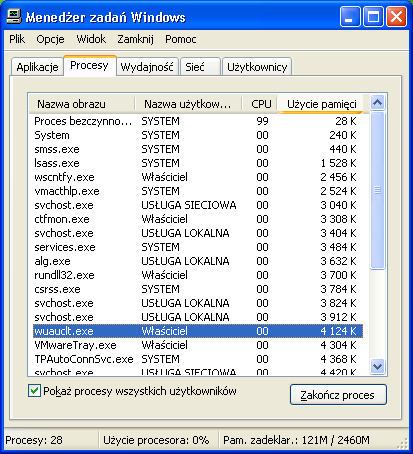 Menedżer zadań Windows
Plik Opcje Widok Zamknij Pomoc
Aplikacje Procesy Wydajność Sieć Użytkownicy
Nazwa obrazu Nazwa użytkow... CPU Użycie pamięci
Proces bezczynno... SYSTEM 99 28 K
System SYSTEM 00 240 K
smss.exe SYSTEM 00 440 K
lsass.exe SYSTEM 00 1 528 K
wscntfy.exe Właściciel 00 2 456 K
vmacthlp.exe SYSTEM 00 2 524 K
svchost.exe USŁUGA SIECIOWA 00 3 040 K
ctfmon.exe Właściciel 00 3 308 K
svchost.exe USŁUGA LOKALNA 00 3 404 K
services.exe SYSTEM 00 3 484 K
alg.exe USŁUGA LOKALNA 00 3 632 K
rundll32.exe Właściciel 00 3 700 K
csrss.exe SYSTEM 00 3 784 K
svchost.exe USŁUGA LOKALNA 00 3 824 K
svchost.exe USŁUGA LOKALNA 00 3 912 K
wuauclt.exe Właściciel 00 4 124 K
VMwareTray.exe Właściciel 00 4 304 K
TPAutoConnSvc.exe SYSTEM 00 4 368 K
svchost.exe USŁUGA SIECIOWA 00 4 420 K
Pokaż procesy wszystkich użytkowników
Zakończ proces
Procesy: 28 Użycie procesora: 0% Pam. zadeklar.: 121M / 2460M